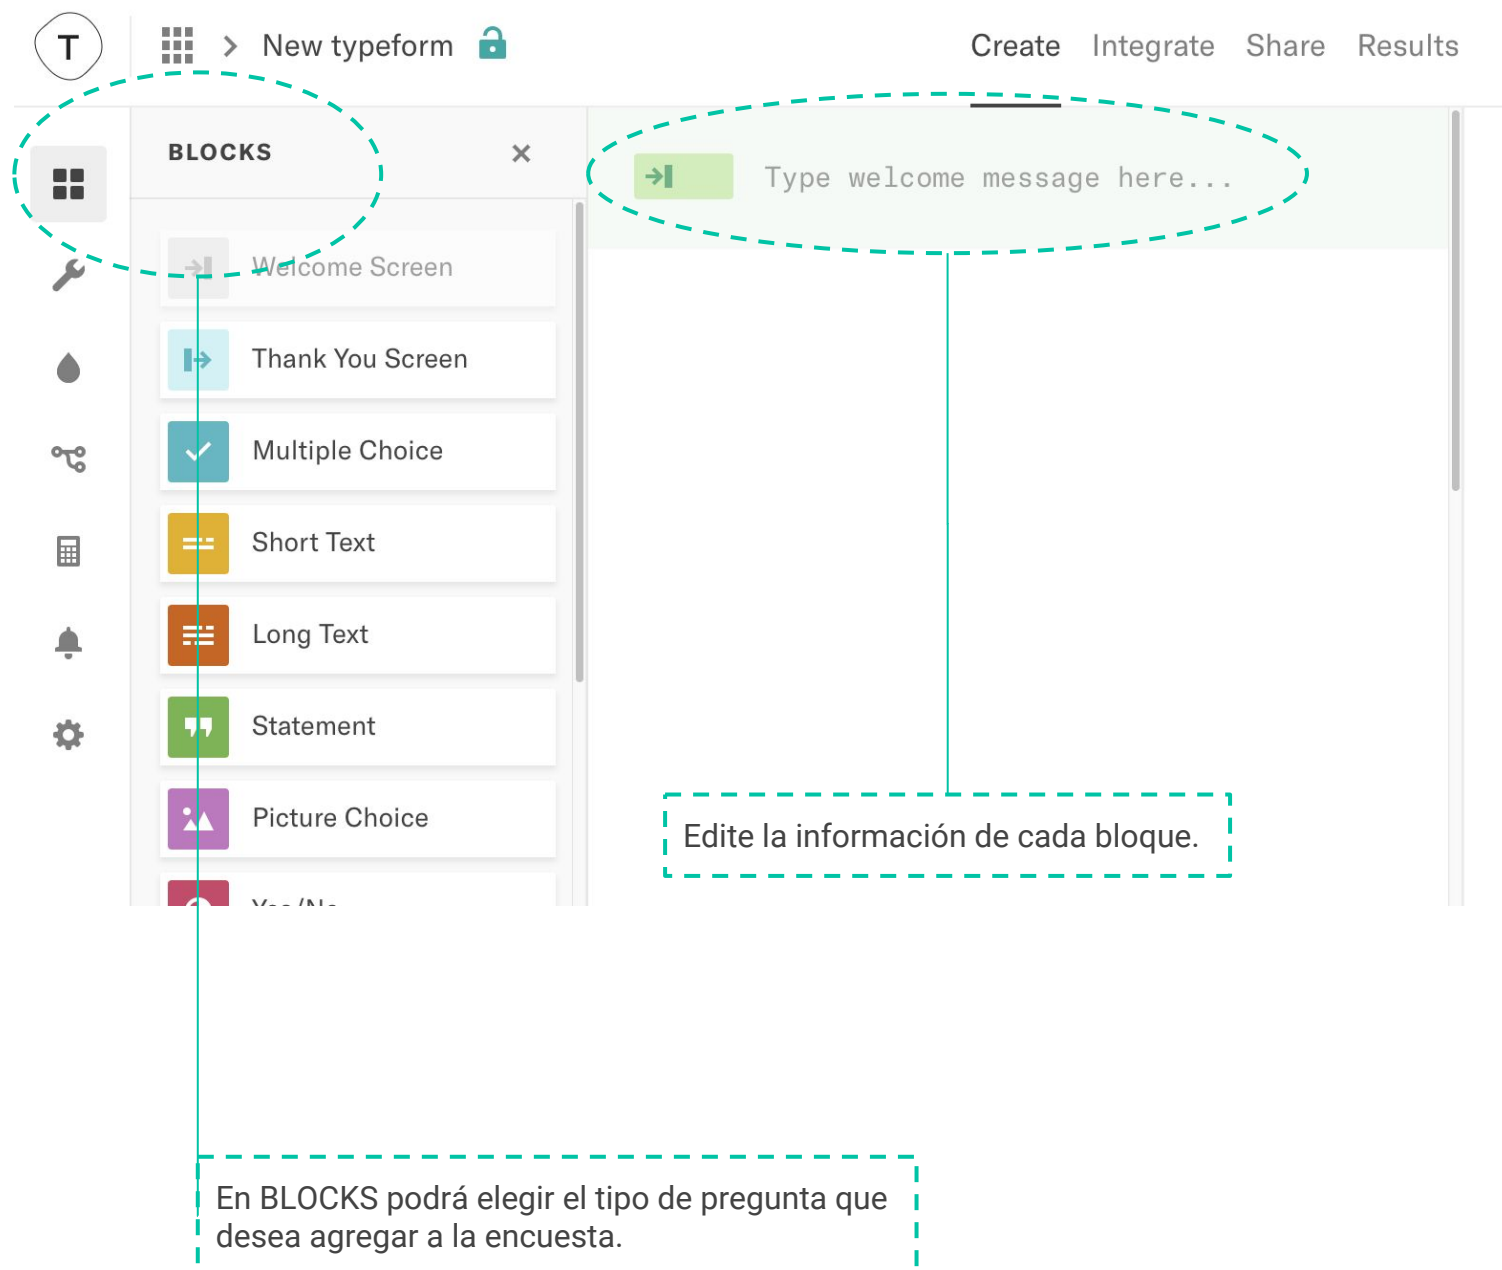 T
New typeform
Create Integrate Share Results
BLOCKS
Type welcome message here...
Welcome Screen
Thank You Screen
Multiple Choice
Short Text
Long Text
Statement
Picture Choice
Edite la información de cada bloque.
Yes/No
En BLOCKS podrá elegir el tipo de pregunta que
desea agregar a la encuesta.